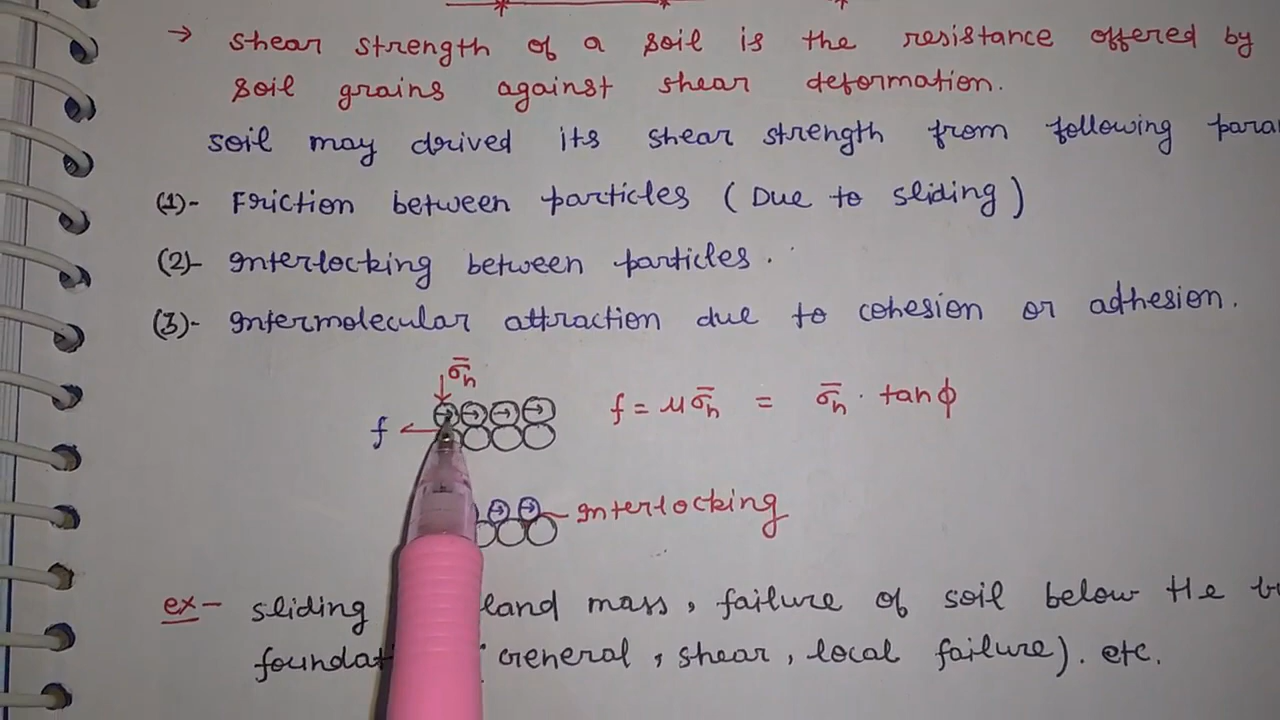 → shear strength of a soil is the resistance offered by
soil grains against shear deformation.
soil may drived its shear strength from following
(1)- Friction between particles (Due to sliding)
(2)- Interlocking between particles.
(3)- Intermolecular attraction due to cohesion or adhesion.
σ̄n
f
f = μσ̄n = σ̄n · tanϕ
Interlocking
ex- sliding land mass, failure of soil below the
General, shear, local failure). etc.